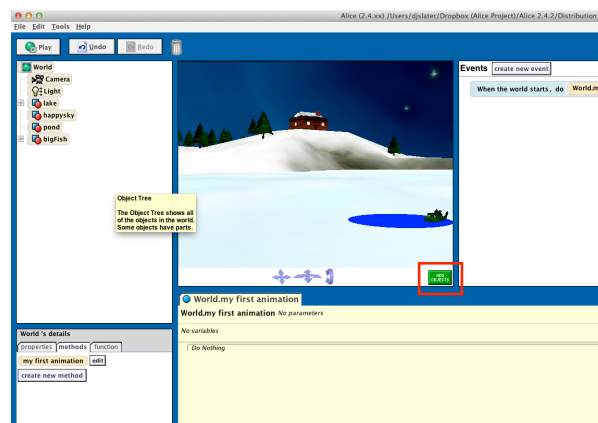 Alice (2.4.xx) /Users/djslater/Dropbox (Alice Project)/Alice 2.4.2/Distribution
File Edit Tools Help
Play Undo Redo
World
Camera
Light
lake
happysky
pond
bigFish
Object Tree
The Object Tree shows all
of the objects in the world.
Some objects have parts.
ADD
OBJECTS
Events create new event
When the world starts, do World.m
World.my first animation
World.my first animation No parameters
No variables
Do Nothing
World 's details
properties methods function
my first animation edit
create new method